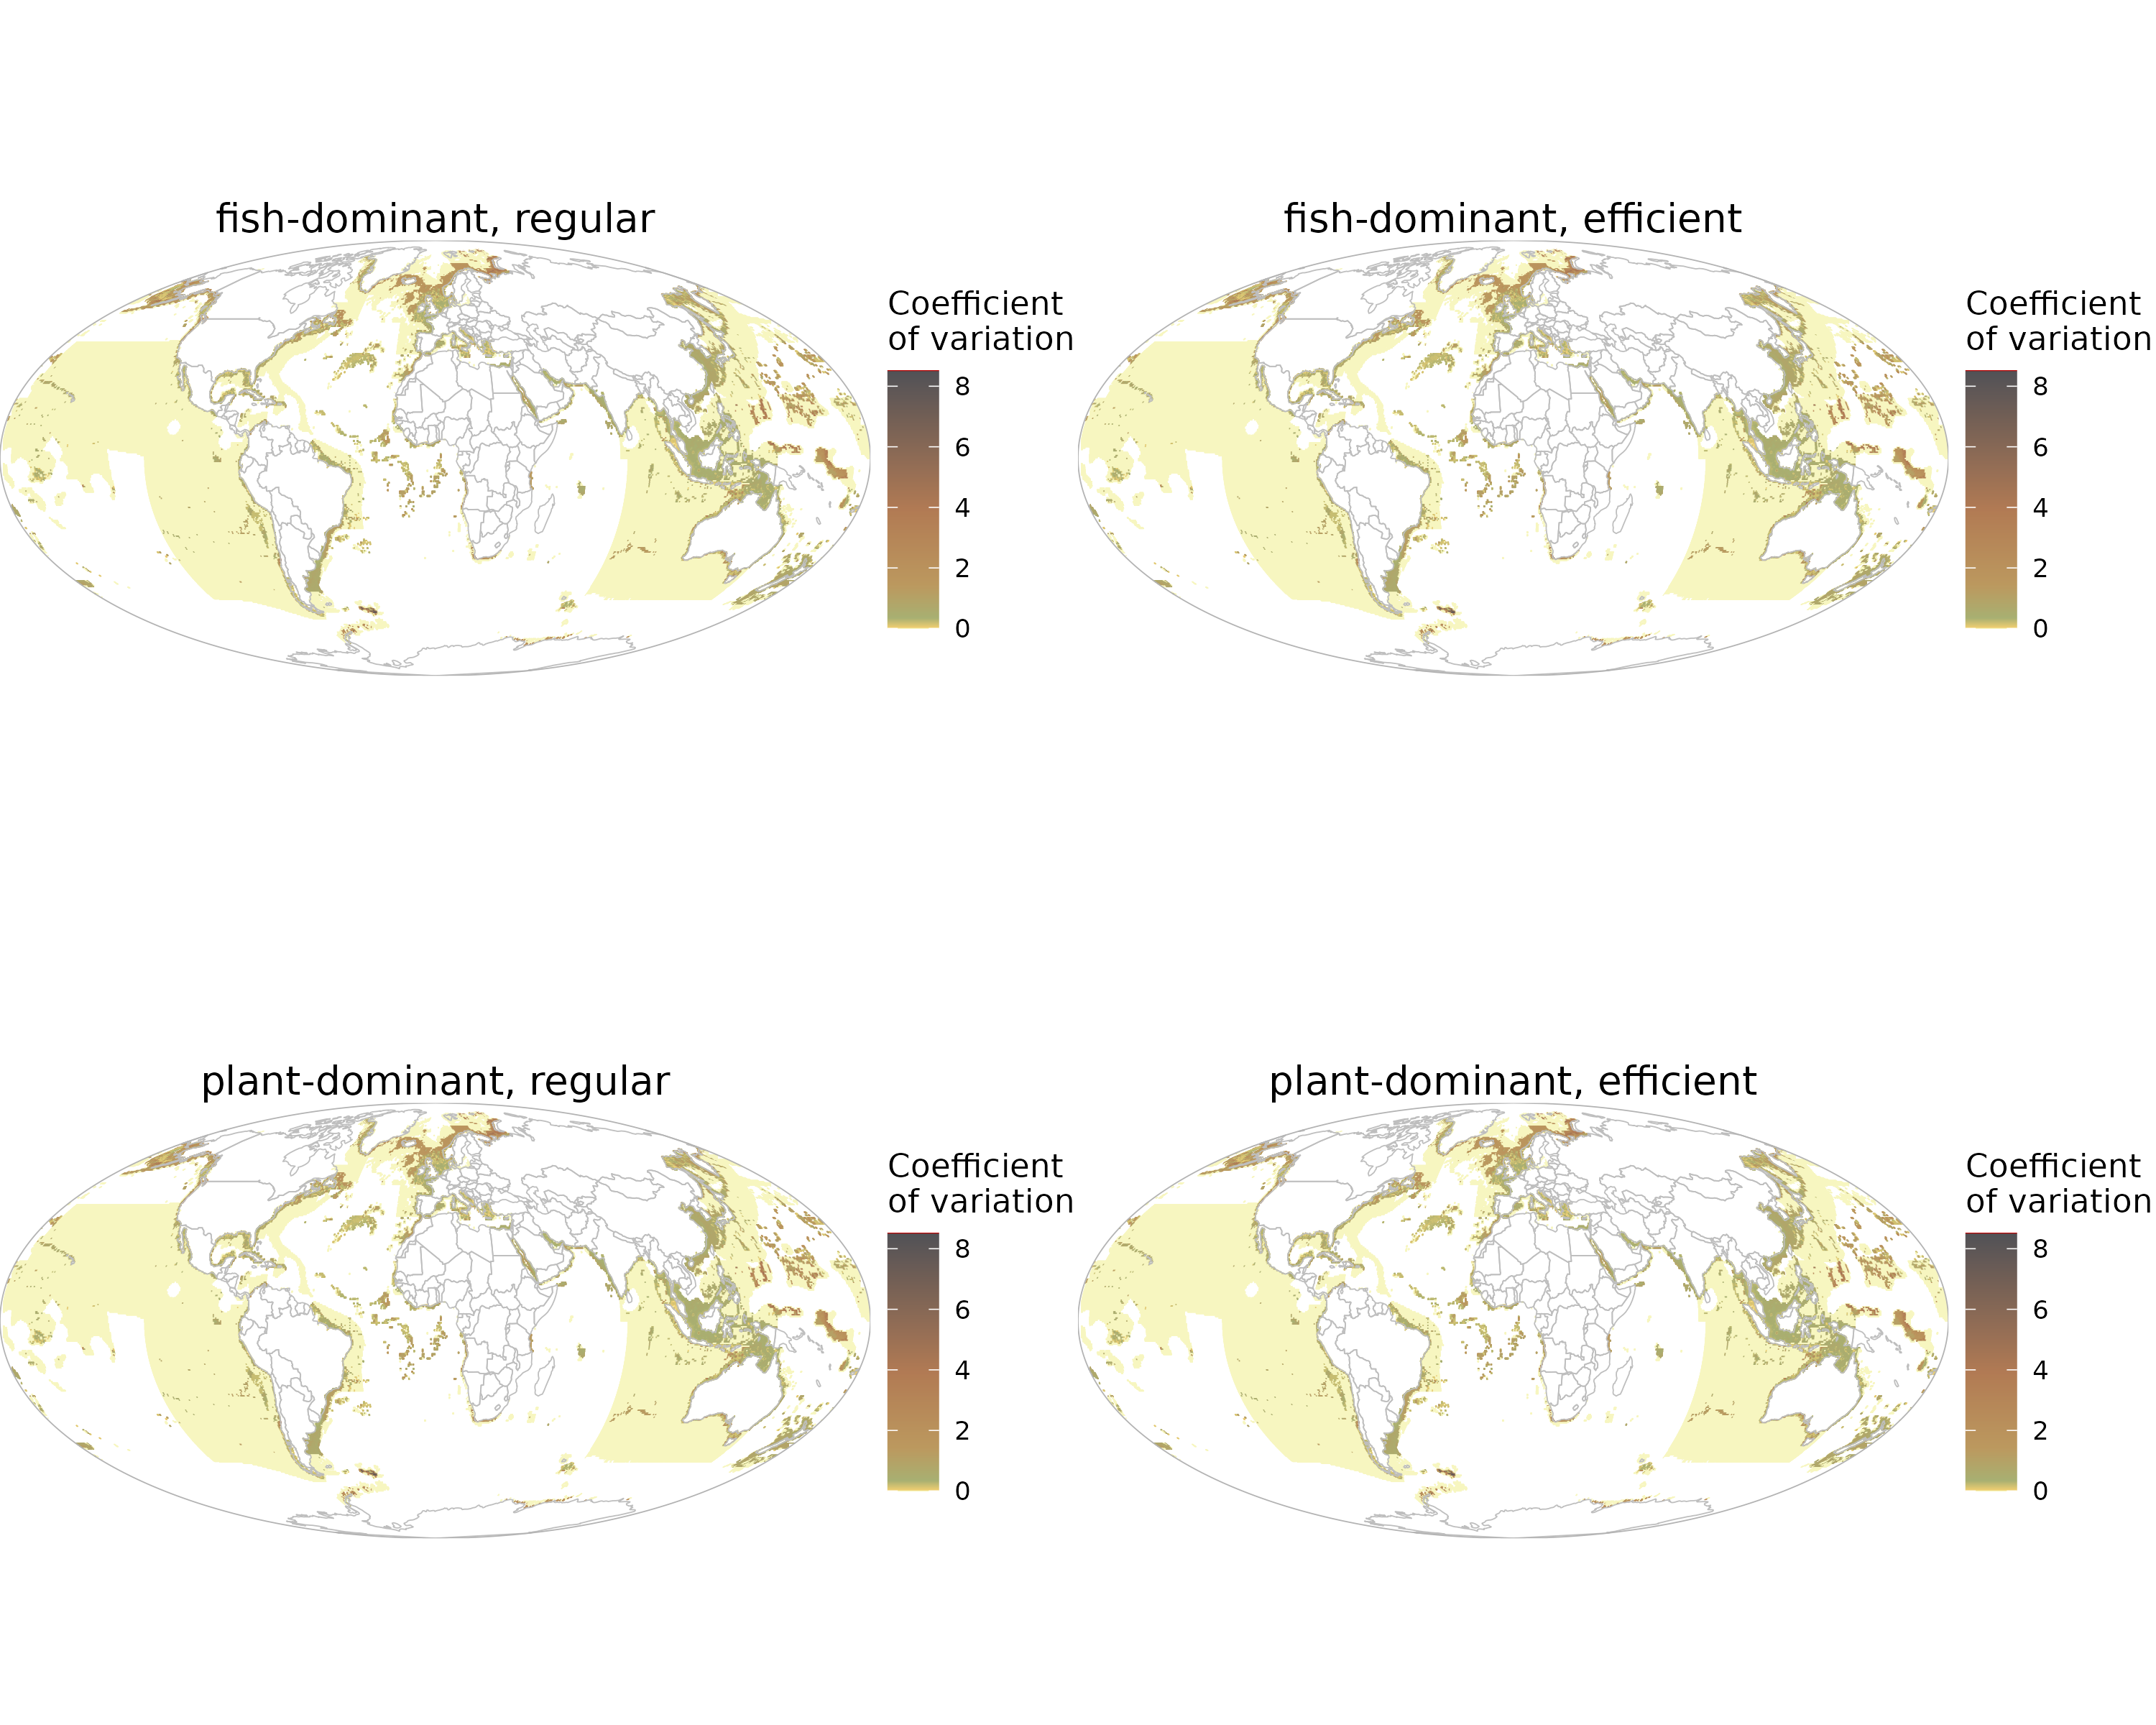 fish-dominant, regular
Coefficient
of variation
8
6
4
2
0
fish-dominant, efficient
Coefficient
of variation
8
6
4
2
0
plant-dominant, regular
Coefficient
of variation
8
6
4
2
0
plant-dominant, efficient
Coefficient
of variation
8
6
4
2
0